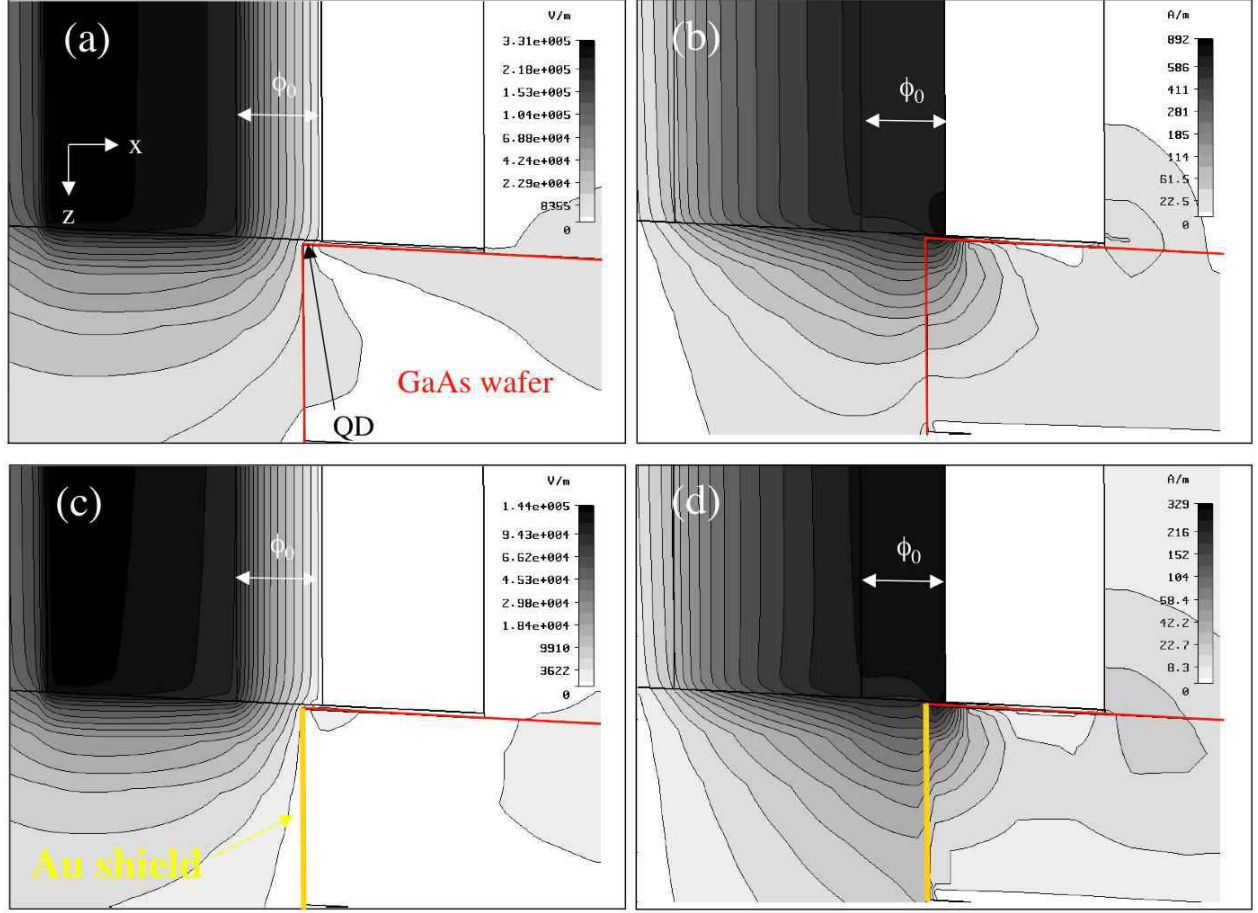 (a)
V/m
3.31e+005
2.18e+005
1.53e+005
1.04e+005
6.88e+004
4.24e+004
2.29e+004
8355
0
ϕ0
x
z
GaAs wafer
QD
(b)
A/m
892
586
411
281
185
114
61.5
22.5
0
ϕ0
(c)
V/m
1.44e+005
9.43e+004
6.62e+004
4.53e+004
2.98e+004
1.84e+004
9910
3622
0
ϕ0
Au shield
(d)
A/m
329
216
152
104
68.4
42.2
22.7
8.3
0
ϕ0